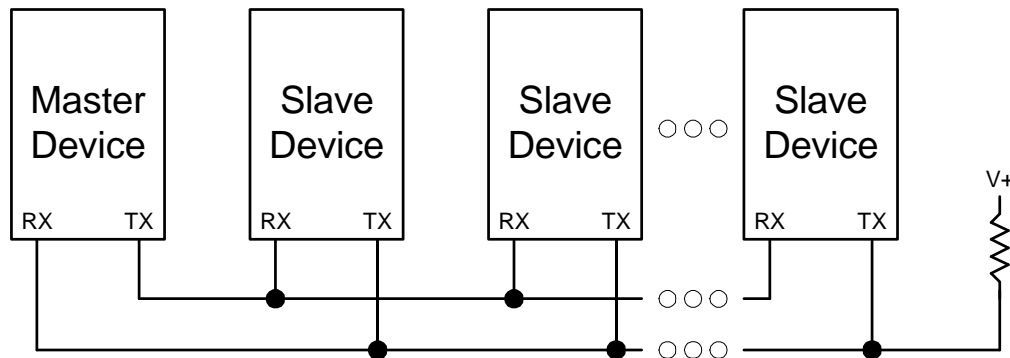 Master
Device
Slave
Device
Slave
Device
Slave
Device
RX TX
RX TX
RX TX
RX TX
V+